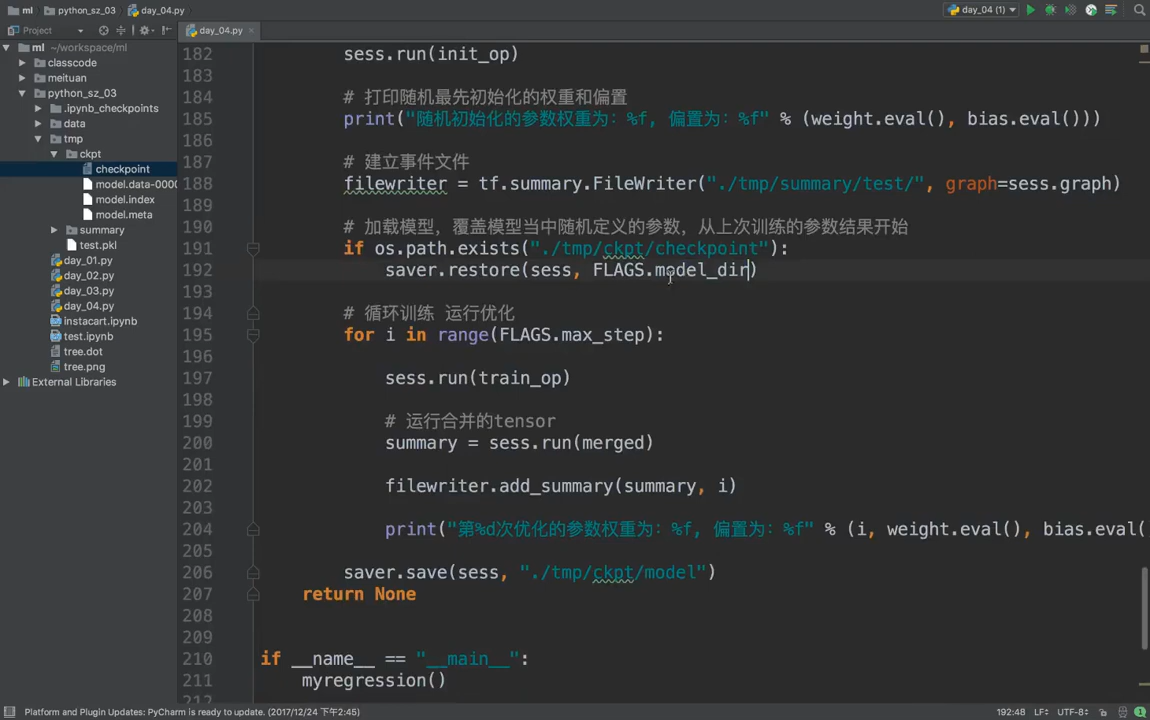 ml python_sz_03 day_04.py
day_04 (1)
Project
day_04.py
ml ~/workspace/ml
classcode
meituan
python_sz_03
.ipynb_checkpoints
data
tmp
ckpt
checkpoint
model.data-0000
model.index
model.meta
summary
test.pkl
day_01.py
day_02.py
day_03.py
day_04.py
instacart.ipynb
test.ipynb
tree.dot
tree.png
External Libraries
182 sess.run(init_op)
183
184 # 打印随机最先初始化的权重和偏置
185 print("随机初始化的参数权重为：%f, 偏置为：%f" % (weight.eval(), bias.eval()))
186
187 # 建立事件文件
188 filewriter = tf.summary.FileWriter("./tmp/summary/test/", graph=sess.graph)
189
190 # 加载模型，覆盖模型当中随机定义的参数，从上次训练的参数结果开始
191 if os.path.exists("./tmp/ckpt/checkpoint"):
192 saver.restore(sess, FLAGS.model_dir)
193
194 # 循环训练 运行优化
195 for i in range(FLAGS.max_step):
196
197 sess.run(train_op)
198
199 # 运行合并的tensor
200 summary = sess.run(merged)
201
202 filewriter.add_summary(summary, i)
203
204 print("第%d次优化的参数权重为：%f, 偏置为：%f" % (i, weight.eval(), bias.eval(
205
206 saver.save(sess, "./tmp/ckpt/model")
207 return None
208
209
210 if __name__ == "__main__":
211 myregression()
212
Platform and Plugin Updates: PyCharm is ready to update. (2017/12/24 下午2:45)
192:48 LF÷ UTF-8÷
1